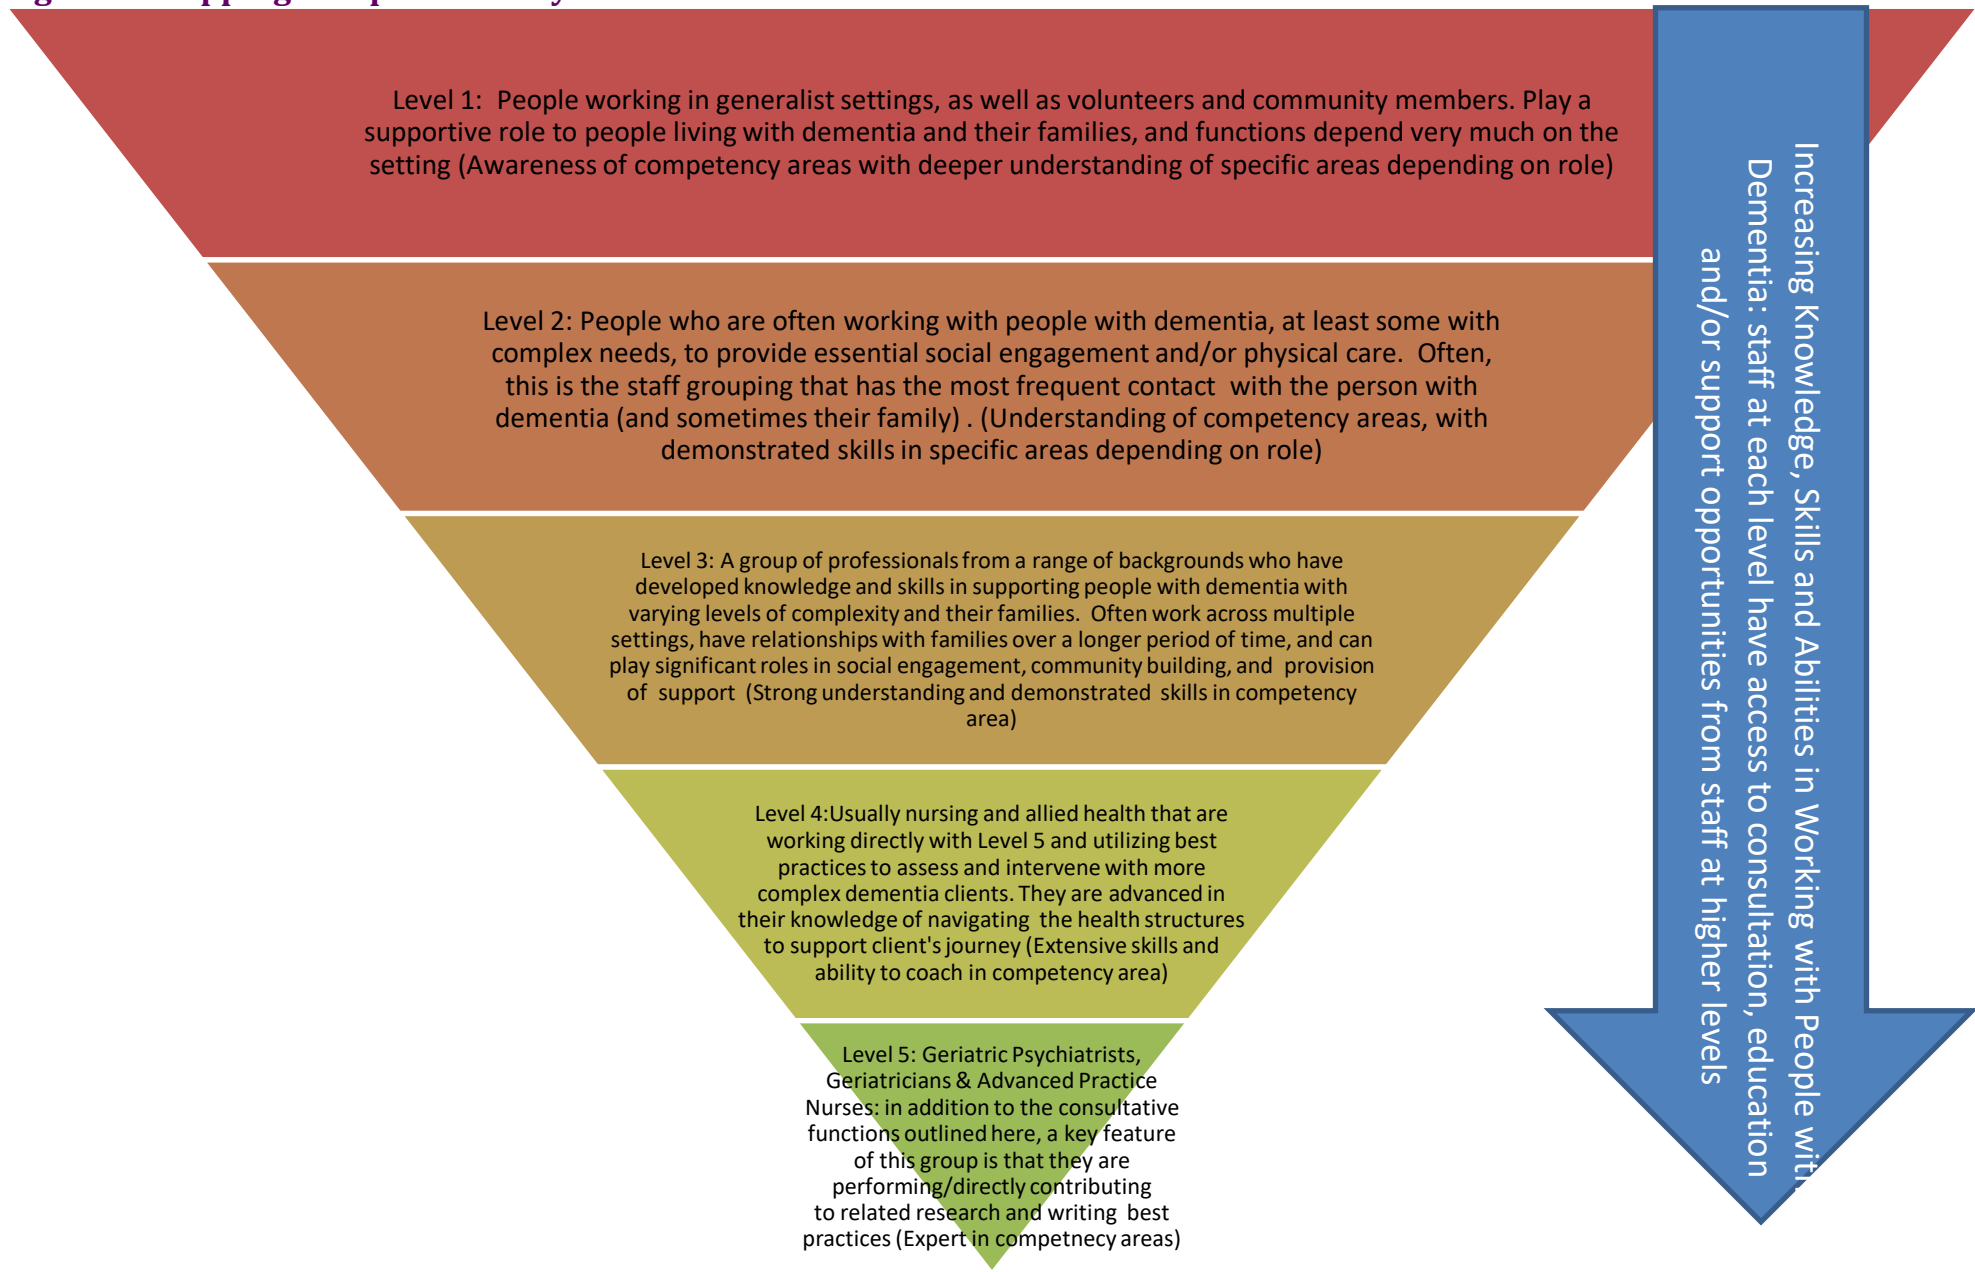 Level 1:  People working in generalist settings, as well as volunteers and community members. Play a
supportive role to people living with dementia and their families, and functions depend very much on the
setting (Awareness of competency areas with deeper understanding of specific areas depending on role)
Level 2: People who are often working with people with dementia, at least some with
complex needs, to provide essential social engagement and/or physical care.  Often,
this is the staff grouping that has the most frequent contact  with the person with
dementia (and sometimes their family) . (Understanding of competency areas, with
demonstrated skills in specific areas depending on role)
Level 3: A group of professionals from a range of backgrounds who have
developed knowledge and skills in supporting people with dementia with
varying levels of complexity and their families.  Often work across multiple
settings, have relationships with families over a longer period of time, and can
play significant roles in social engagement, community building, and  provision
of  support  (Strong understanding and demonstrated  skills in competency
area)
Level 4:Usually nursing and allied health that are
working directly with Level 5 and utilizing best
practices to assess and intervene with more
complex dementia clients. They are advanced in
their knowledge of navigating  the health structures
to support client's journey (Extensive skills and
ability to coach in competency area)
Level 5: Geriatric Psychiatrists,
Geriatricians & Advanced Practice
Nurses: in addition to the consultative
functions outlined here, a key feature
of this group is that they are
performing/directly contributing
to related research and writing  best
practices (Expert in competnecy areas)
Increasing Knowledge, Skills and Abilities in Working with People with
Dementia: staff at each level have access to consultation, education
and/or support opportunities from staff at higher levels